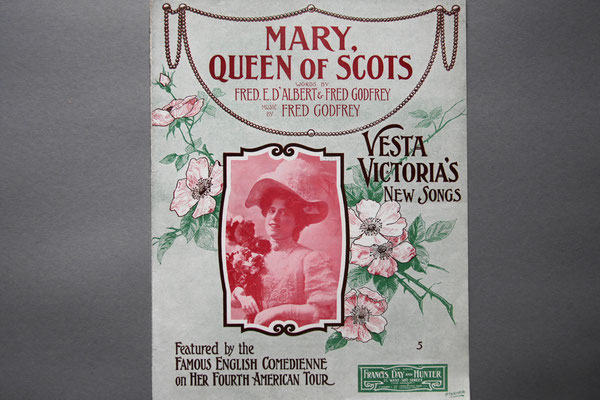 MARY,
QUEEN OF SCOTS
WORDS BY
FRED. E. D'ALBERT & FRED GODFREY
MUSIC BY FRED GODFREY
VESTA
VICTORIA'S
NEW SONGS
5
Featured by the
FAMOUS ENGLISH COMEDIENNE
on HER FOURTH AMERICAN TOUR
FRANCIS, DAY AND HUNTER